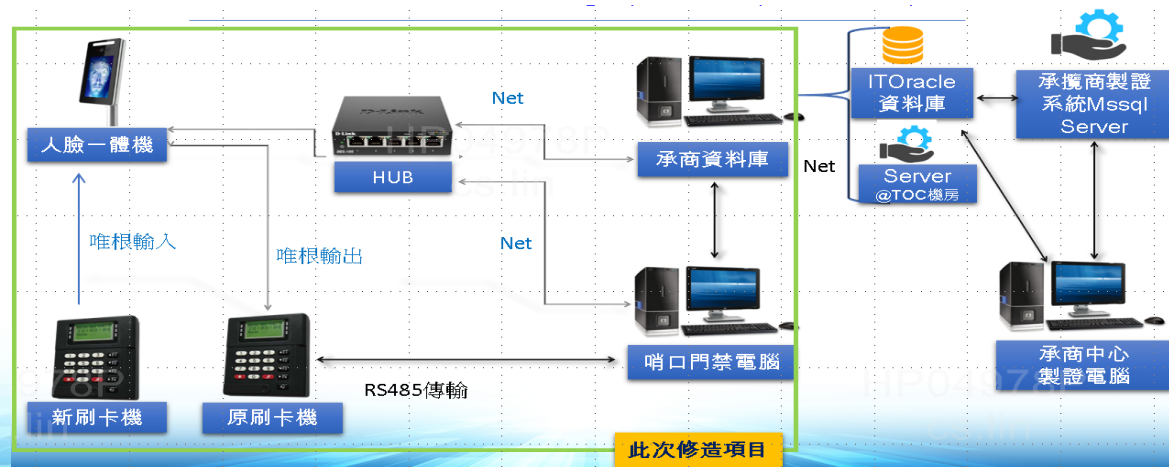 人臉一體機
D-Link
HUB
Net
承商資料庫
Net
ITOracle
資料庫
Server
@TOC機房
承攬商製證
系統Mssql
Server
唯根輸入
唯根輸出
Net
新刷卡機
原刷卡機
RS485傳輸
哨口門禁電腦
承商中心
製證電腦
此次修造項目
HP04978P